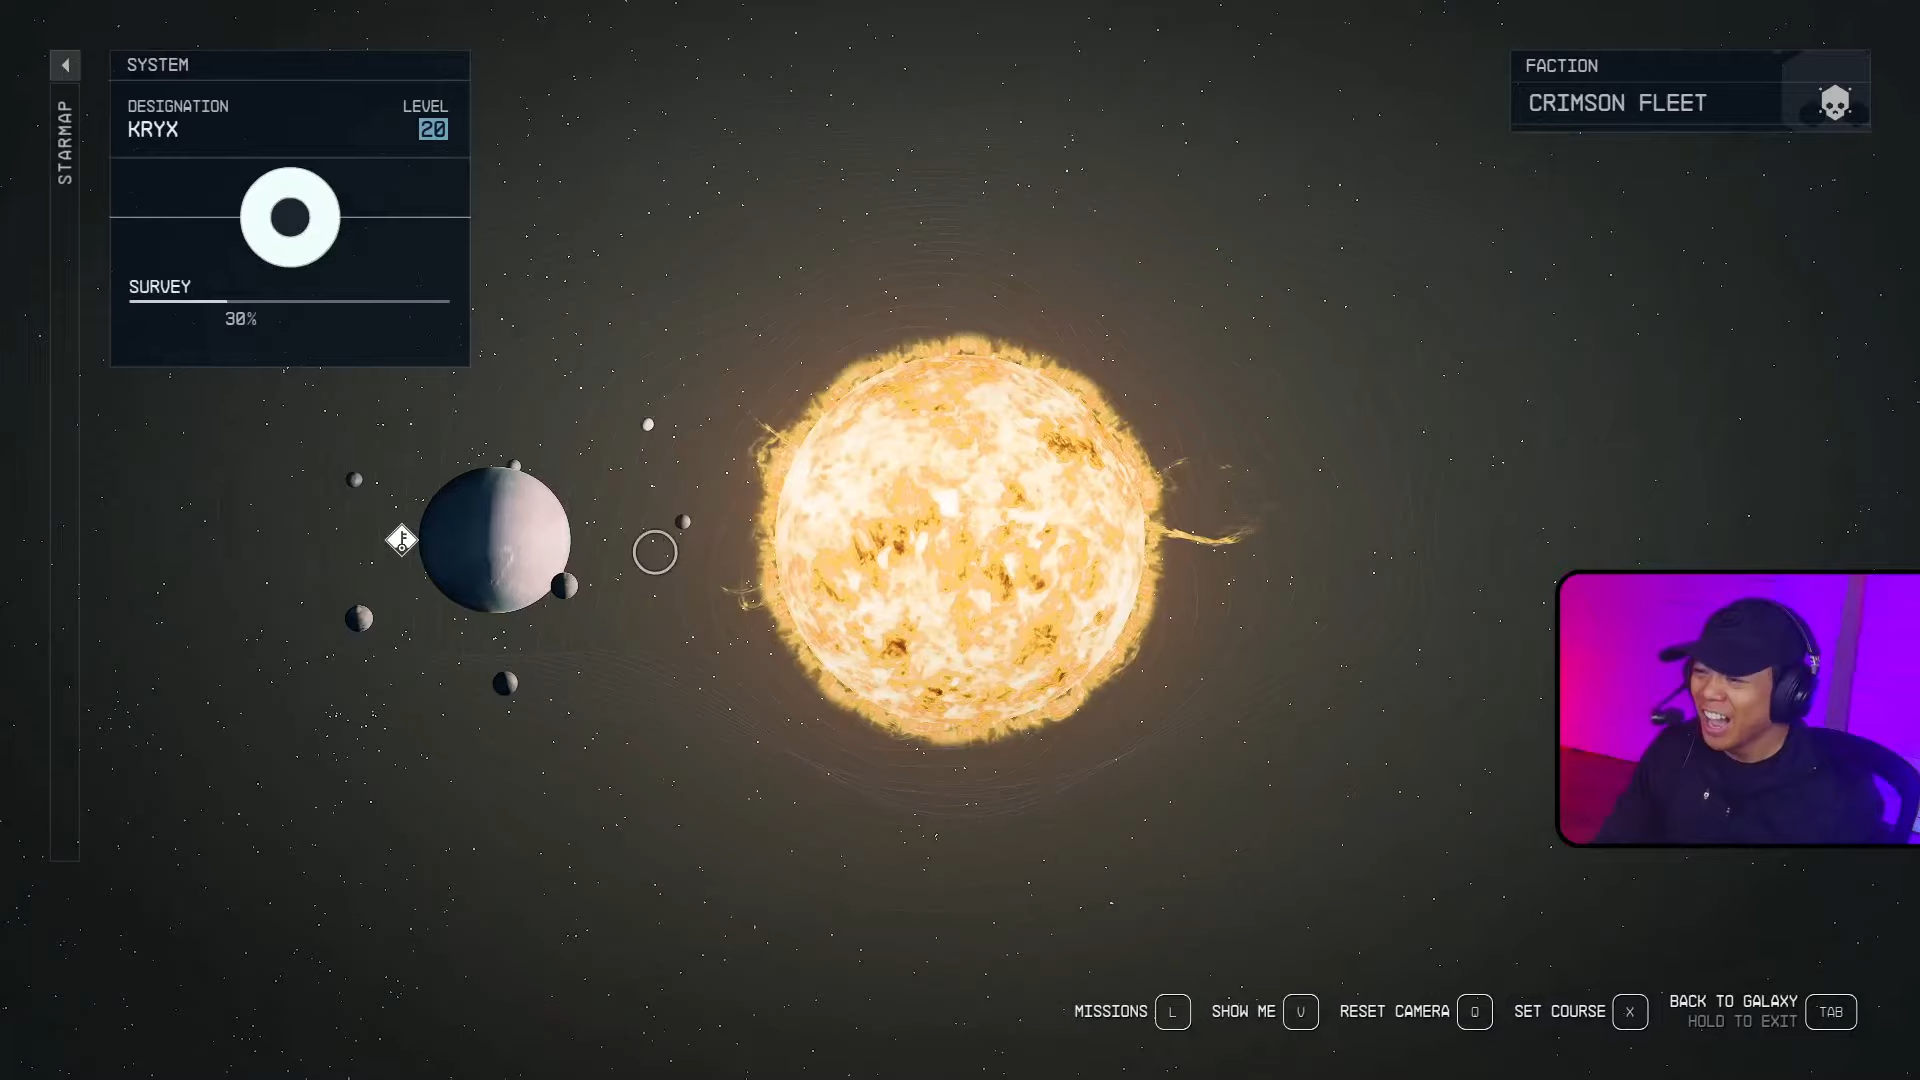 STARMAP
SYSTEM
DESIGNATION LEVEL
KRYX 20
SURVEY
30%
FACTION
CRIMSON FLEET
MISSIONS L SHOW ME V RESET CAMERA Q SET COURSE X BACK TO GALAXY TAB
HOLD TO EXIT